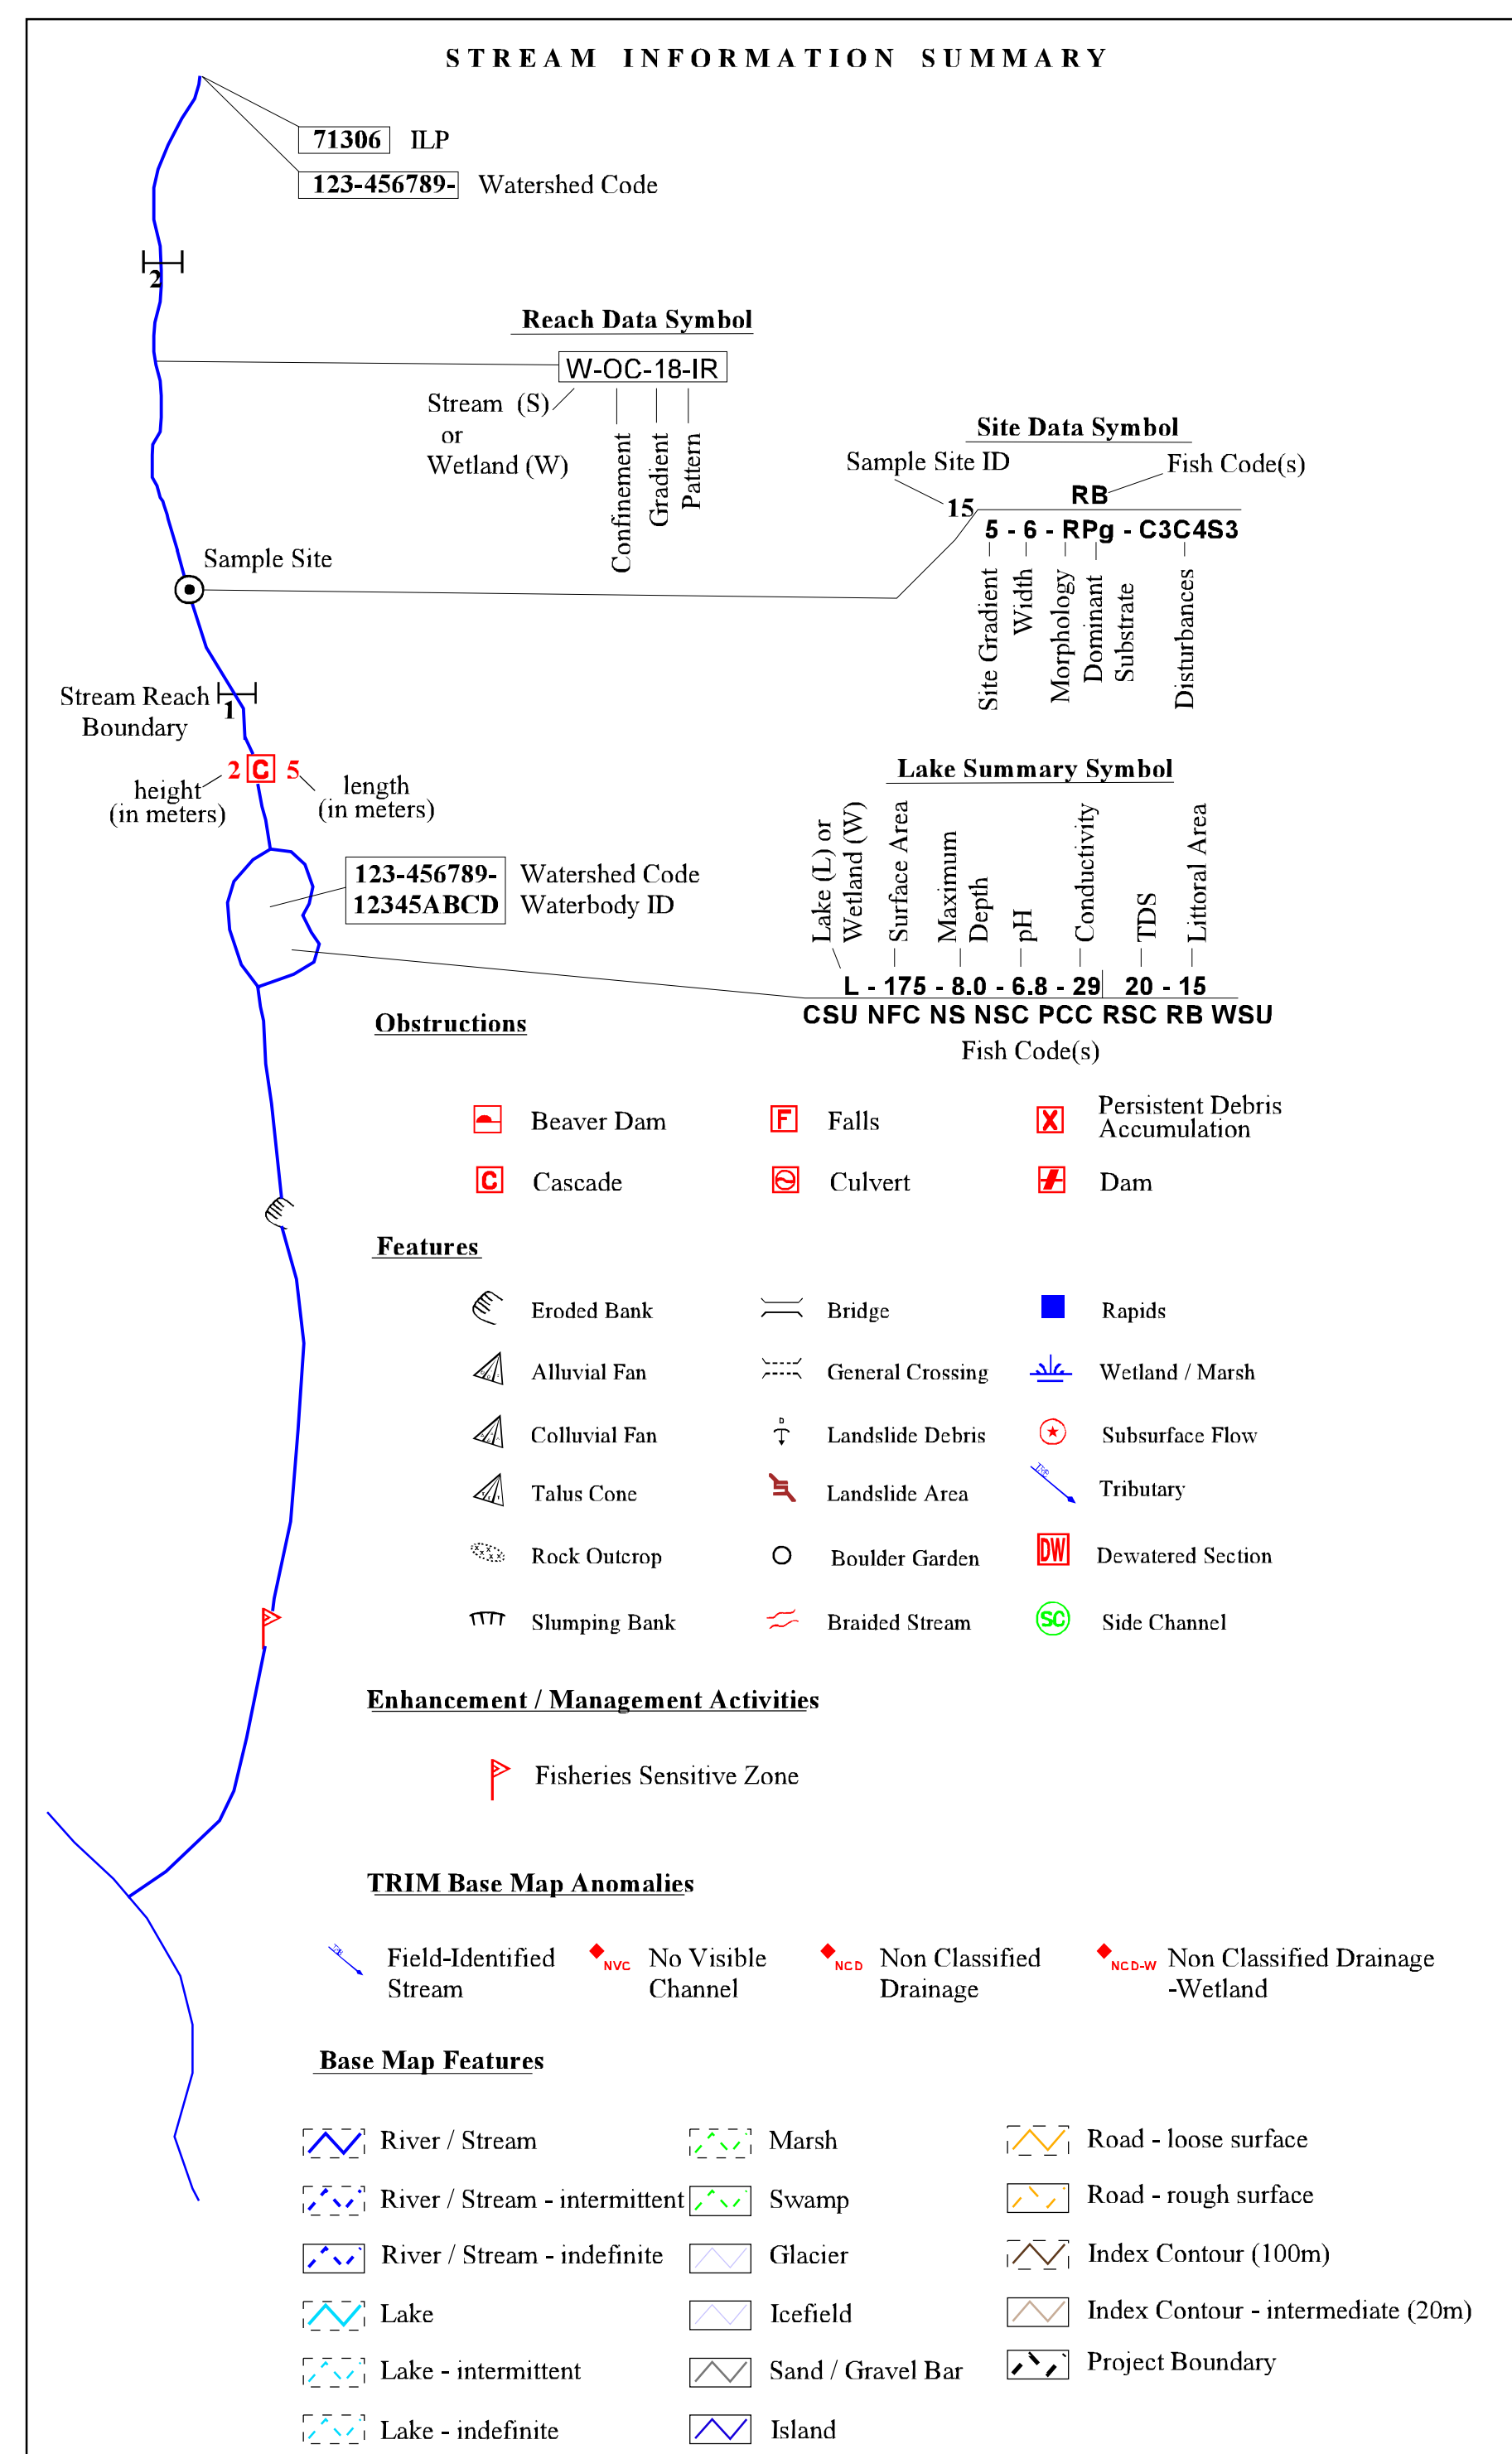 STREAM INFORMATION SUMMARY
71306 ILP
123-456789- Watershed Code
2
Reach Data Symbol
W-OC-18-IR
Stream (S)
or
Wetland (W)
Confinement
Gradient
Pattern
Site Data Symbol
Sample Site ID
Fish Code(s)
15
RB
5 - 6 - RPg - C3C4S3
Site Gradient
Width
Morphology
Dominant
Substrate
Disturbances
Sample Site
Stream Reach
Boundary
1
2 C 5
height
(in meters)
length
(in meters)
Lake Summary Symbol
Lake (L) or
Wetland (W)
Surface Area
Maximum
Depth
pH
Conductivity
TDS
Littoral Area
123-456789- Watershed Code
12345ABCD Waterbody ID
L - 175 - 8.0 - 6.8 - 29 20 - 15
CSU NFC NS NSC PCC RSC RB WSU
Fish Code(s)
Obstructions
Beaver Dam
F Falls
X Persistent Debris
Accumulation
C Cascade
Culvert
Dam
Features
Eroded Bank
Bridge
Rapids
Alluvial Fan
General Crossing
Wetland / Marsh
Colluvial Fan
D Landslide Debris
Subsurface Flow
Talus Cone
Landslide Area
Tributary
Rock Outcrop
Boulder Garden
DW Dewatered Section
Slumping Bank
Braided Stream
SC Side Channel
Enhancement / Management Activities
Fisheries Sensitive Zone
TRIM Base Map Anomalies
Field-Identified
Stream
NVC No Visible
Channel
NCD Non Classified
Drainage
NCD-W Non Classified Drainage
-Wetland
Base Map Features
River / Stream
Marsh
Road - loose surface
River / Stream - intermittent
Swamp
Road - rough surface
River / Stream - indefinite
Glacier
Index Contour (100m)
Lake
Icefield
Index Contour - intermediate (20m)
Lake - intermittent
Sand / Gravel Bar
Project Boundary
Lake - indefinite
Island